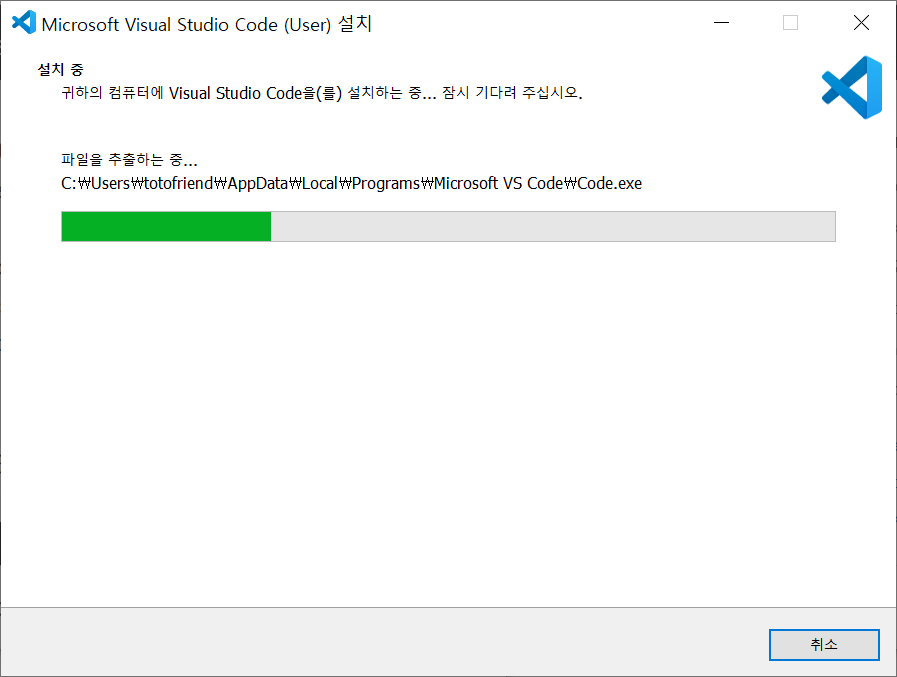 Microsoft Visual Studio Code (User) 설치
설치 중
귀하의 컴퓨터에 Visual Studio Code을(를) 설치하는 중... 잠시 기다려 주십시오.
파일을 추출하는 중...
C:₩Users₩totofriend₩AppData₩Local₩Programs₩Microsoft VS Code₩Code.exe
취소